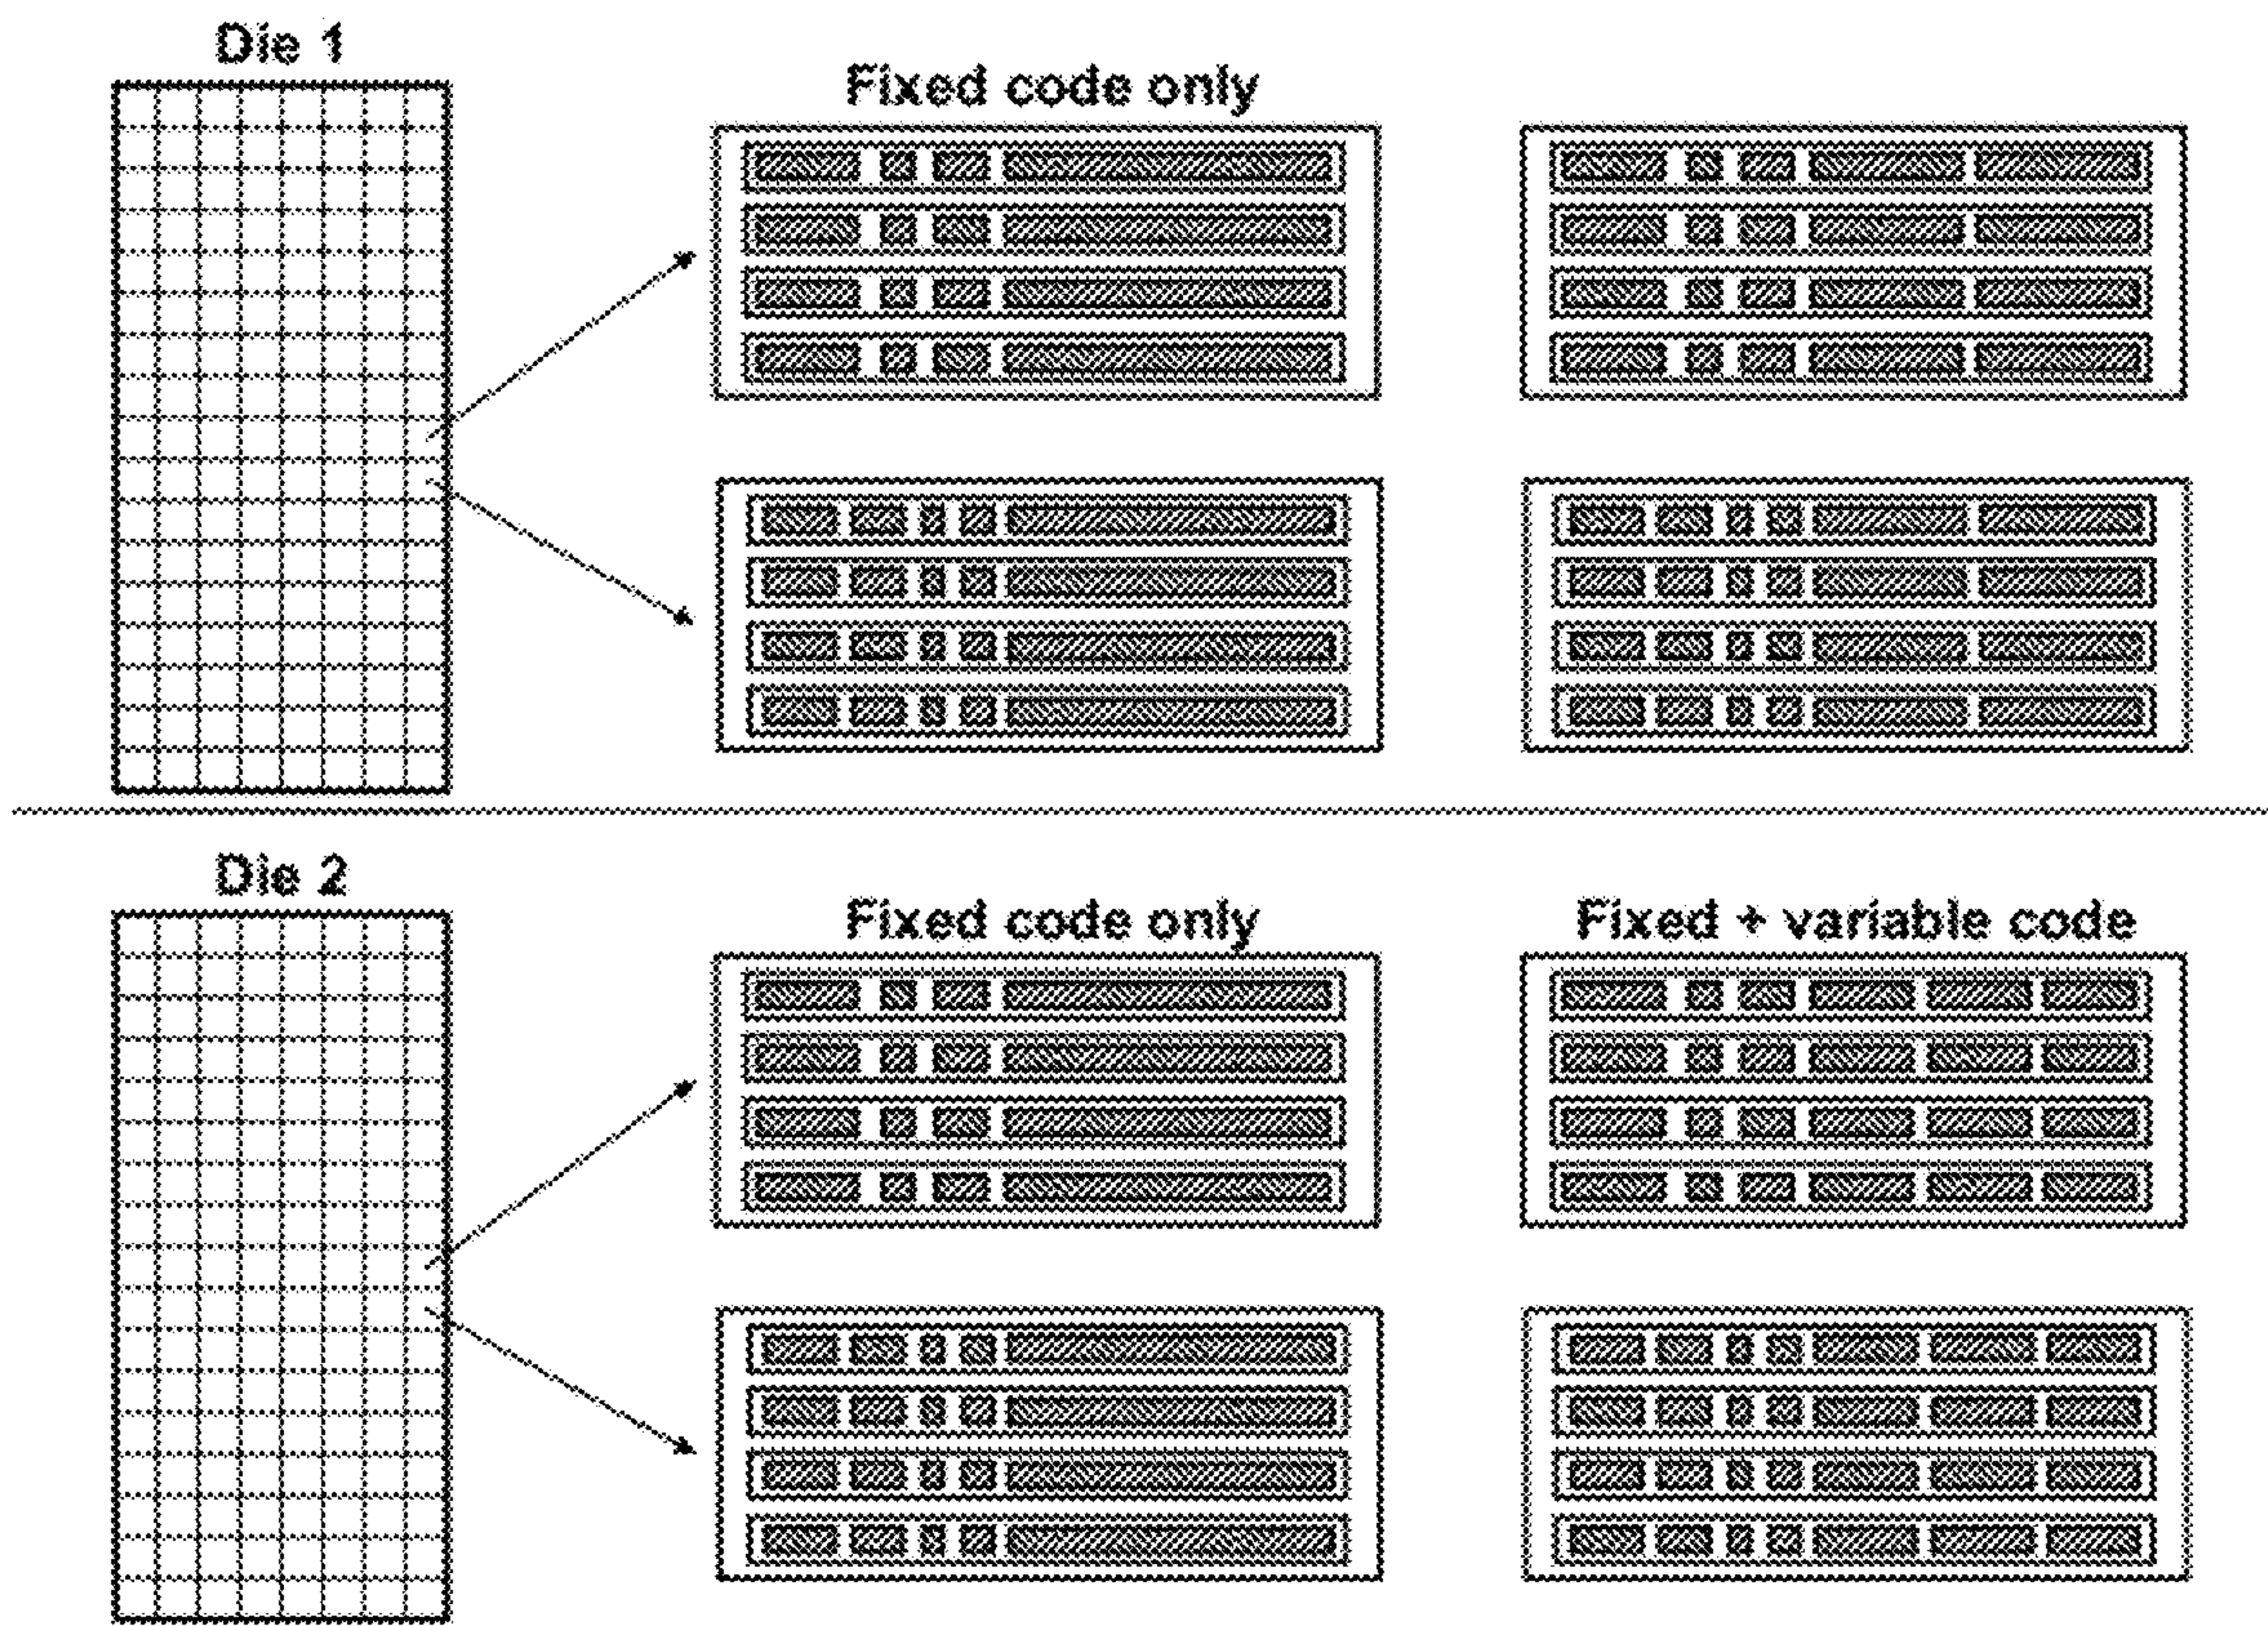 Die 1
Fixed code only
Die 2
Fixed code only
Fixed + variable code